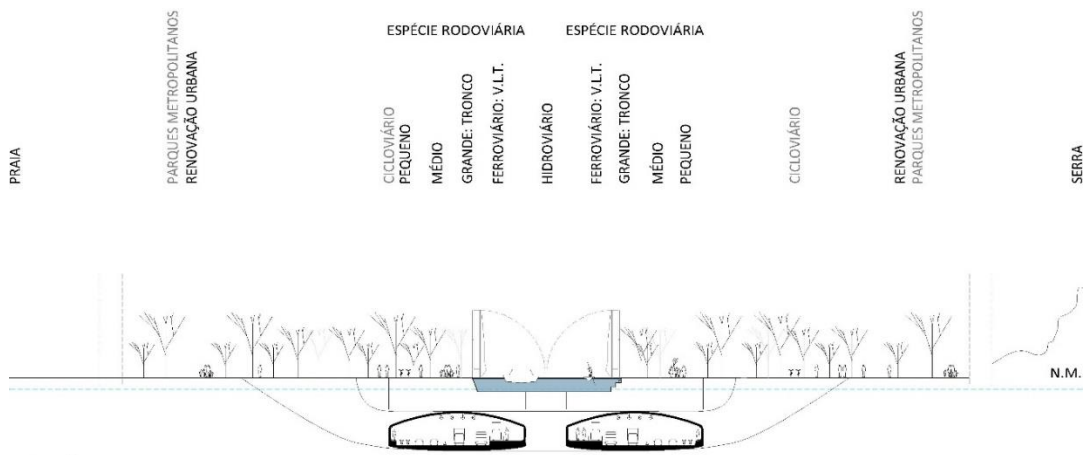 ESPÉCIE RODOVIÁRIA
ESPÉCIE RODOVIÁRIA
PRAIA
PARQUES METROPOLITANOS
RENOVAÇÃO URBANA
CICLOVIÁRIO
PEQUENO
MÉDIO
GRANDE: TRONCO
FERROVIÁRIO: V.L.T.
HIDROVIÁRIO
FERROVIÁRIO: V.L.T.
GRANDE: TRONCO
MÉDIO
PEQUENO
CICLOVIÁRIO
RENOVAÇÃO URBANA
PARQUES METROPOLITANOS
SERRA
N.M.